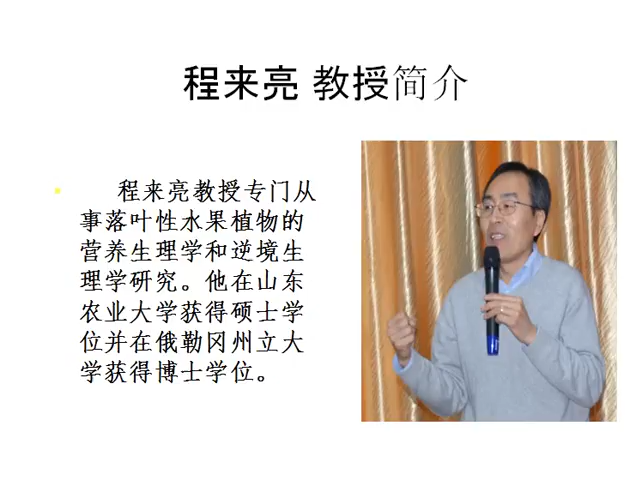 程来亮 教授简介
程来亮教授专门从
事落叶性水果植物的
营养生理学和逆境生
理学研究。他在山东
农业大学获得硕士学
位并在俄勒冈州立大
学获得博士学位。